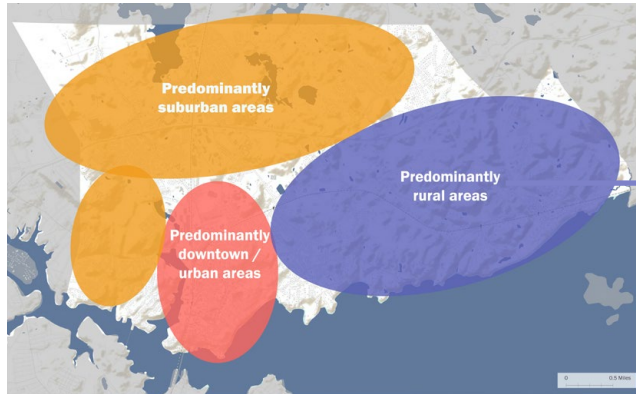 Predominantly
suburban areas
Predominantly
rural areas
Predominantly
downtown /
urban areas
0 0.5 Miles